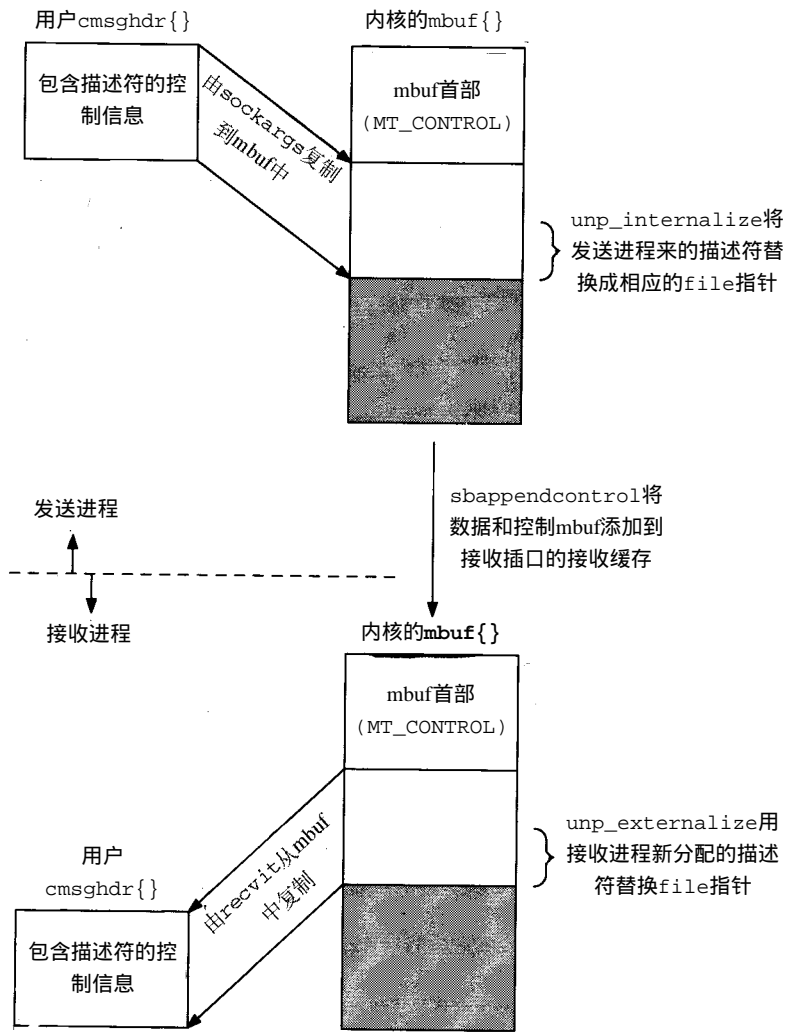 用户cmsghdr{}
内核的mbuf{}
包含描述符的控
制信息
由sockargs复制
到mbuf中
mbuf首部
(MT_CONTROL)
unp_internalize将
发送进程来的描述符替
换成相应的file指针
sbappendcontrol将
数据和控制mbuf添加到
接收插口的接收缓存
发送进程
接收进程
内核的mbuf{}
mbuf首部
(MT_CONTROL)
unp_externalize用
接收进程新分配的描述
符替换file指针
由recvit从mbuf
中复制
用户
cmsghdr{}
包含描述符的控
制信息